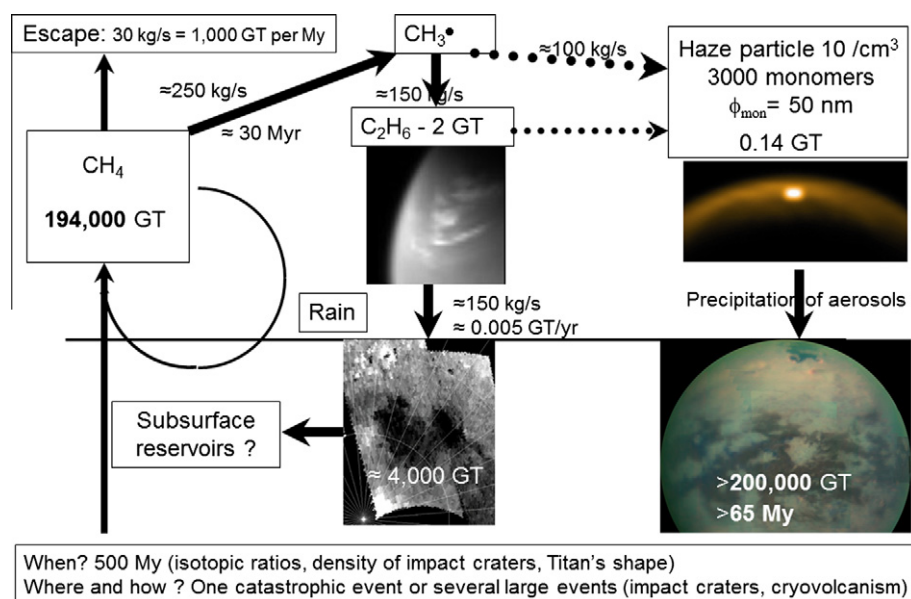 Escape: 30 kg/s = 1,000 GT per My
CH₃•
≈100 kg/s
Haze particle 10 /cm³
3000 monomers
ϕmon= 50 nm
0.14 GT
≈250 kg/s
≈ 30 Myr
≈150 kg/s
C₂H₆ - 2 GT
CH₄
194,000 GT
Rain
≈150 kg/s
≈ 0.005 GT/yr
Precipitation of aerosols
Subsurface
reservoirs ?
≈ 4,000 GT
>200,000 GT
>65 My
When? 500 My (isotopic ratios, density of impact craters, Titan's shape)
Where and how ? One catastrophic event or several large events (impact craters, cryovolcanism)